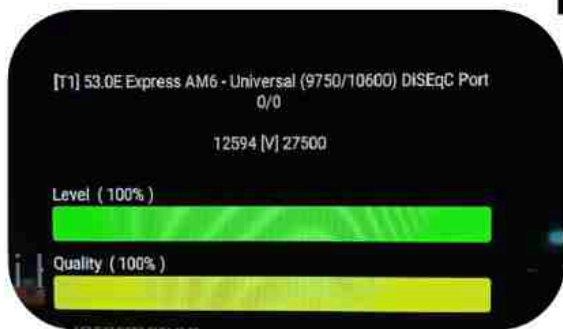 [T1] 53.0E Express AM6 - Universal (9750/10600) DiSEqC Port
0/0
12594 [V] 27500
Level ( 100% )
Quality ( 100% )